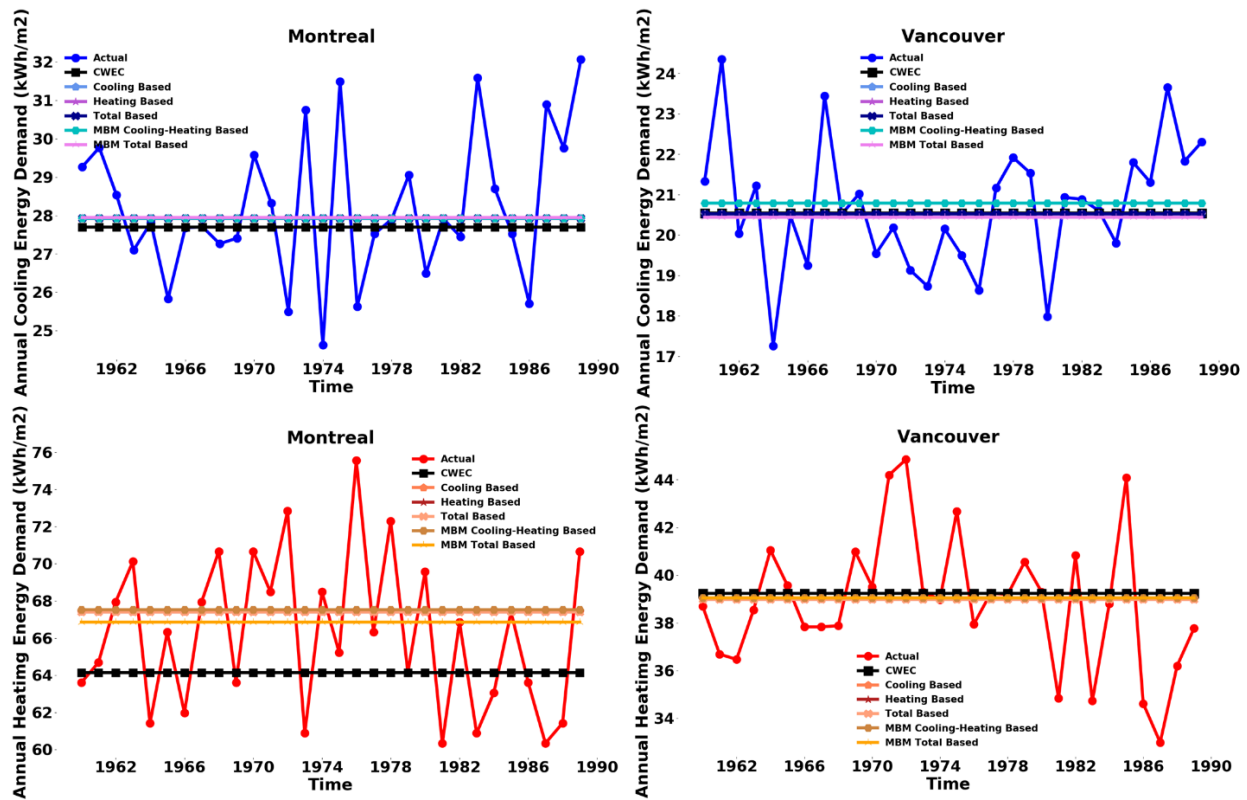 Montreal
Annual Cooling Energy Demand (kWh/m2)
32
31
30
29
28
27
26
25
Actual
CWEC
Cooling Based
Heating Based
Total Based
MBM Cooling-Heating Based
MBM Total Based
1962 1966 1970 1974 1978 1982 1986 1990
Time
Vancouver
Annual Cooling Energy Demand (kWh/m2)
24
23
22
21
20
19
18
17
Actual
CWEC
Cooling Based
Heating Based
Total Based
MBM Cooling-Heating Based
MBM Total Based
1962 1966 1970 1974 1978 1982 1986 1990
Time
Montreal
Annual Heating Energy Demand (kWh/m2)
76
74
72
70
68
66
64
62
60
Actual
CWEC
Cooling Based
Heating Based
Total Based
MBM Cooling-Heating Based
MBM Total Based
1962 1966 1970 1974 1978 1982 1986 1990
Time
Vancouver
Annual Heating Energy Demand (kWh/m2)
44
42
40
38
36
34
Actual
CWEC
Cooling Based
Heating Based
Total Based
MBM Cooling-Heating Based
MBM Total Based
1962 1966 1970 1974 1978 1982 1986 1990
Time